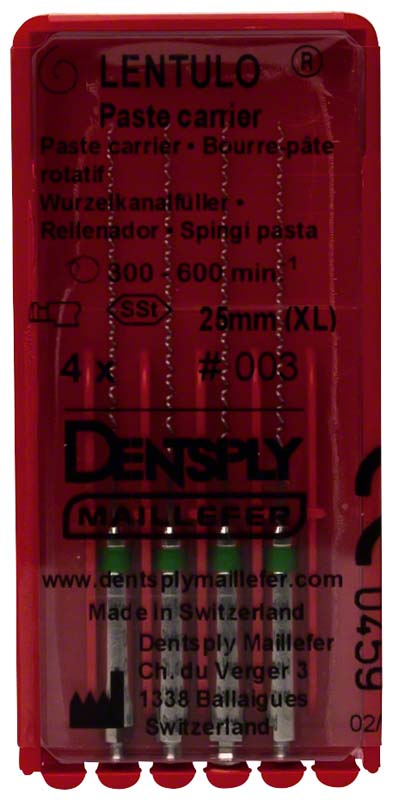 LENTULO ®
Paste carrier
Paste carrier • Bourre-pâte
rotatif
Wurzelkanalfüller •
Rellenador • Spingi pasta
300 - 600 min.-1
SSt 25mm (XL)
4 x # 003
DENTSPLY
MAILLEFER
www.dentsplymaillefer.com
Made in Switzerland
Dentsply Maillefer
Ch. du Verger 3
1338 Ballaigues
Switzerland
0459
02/